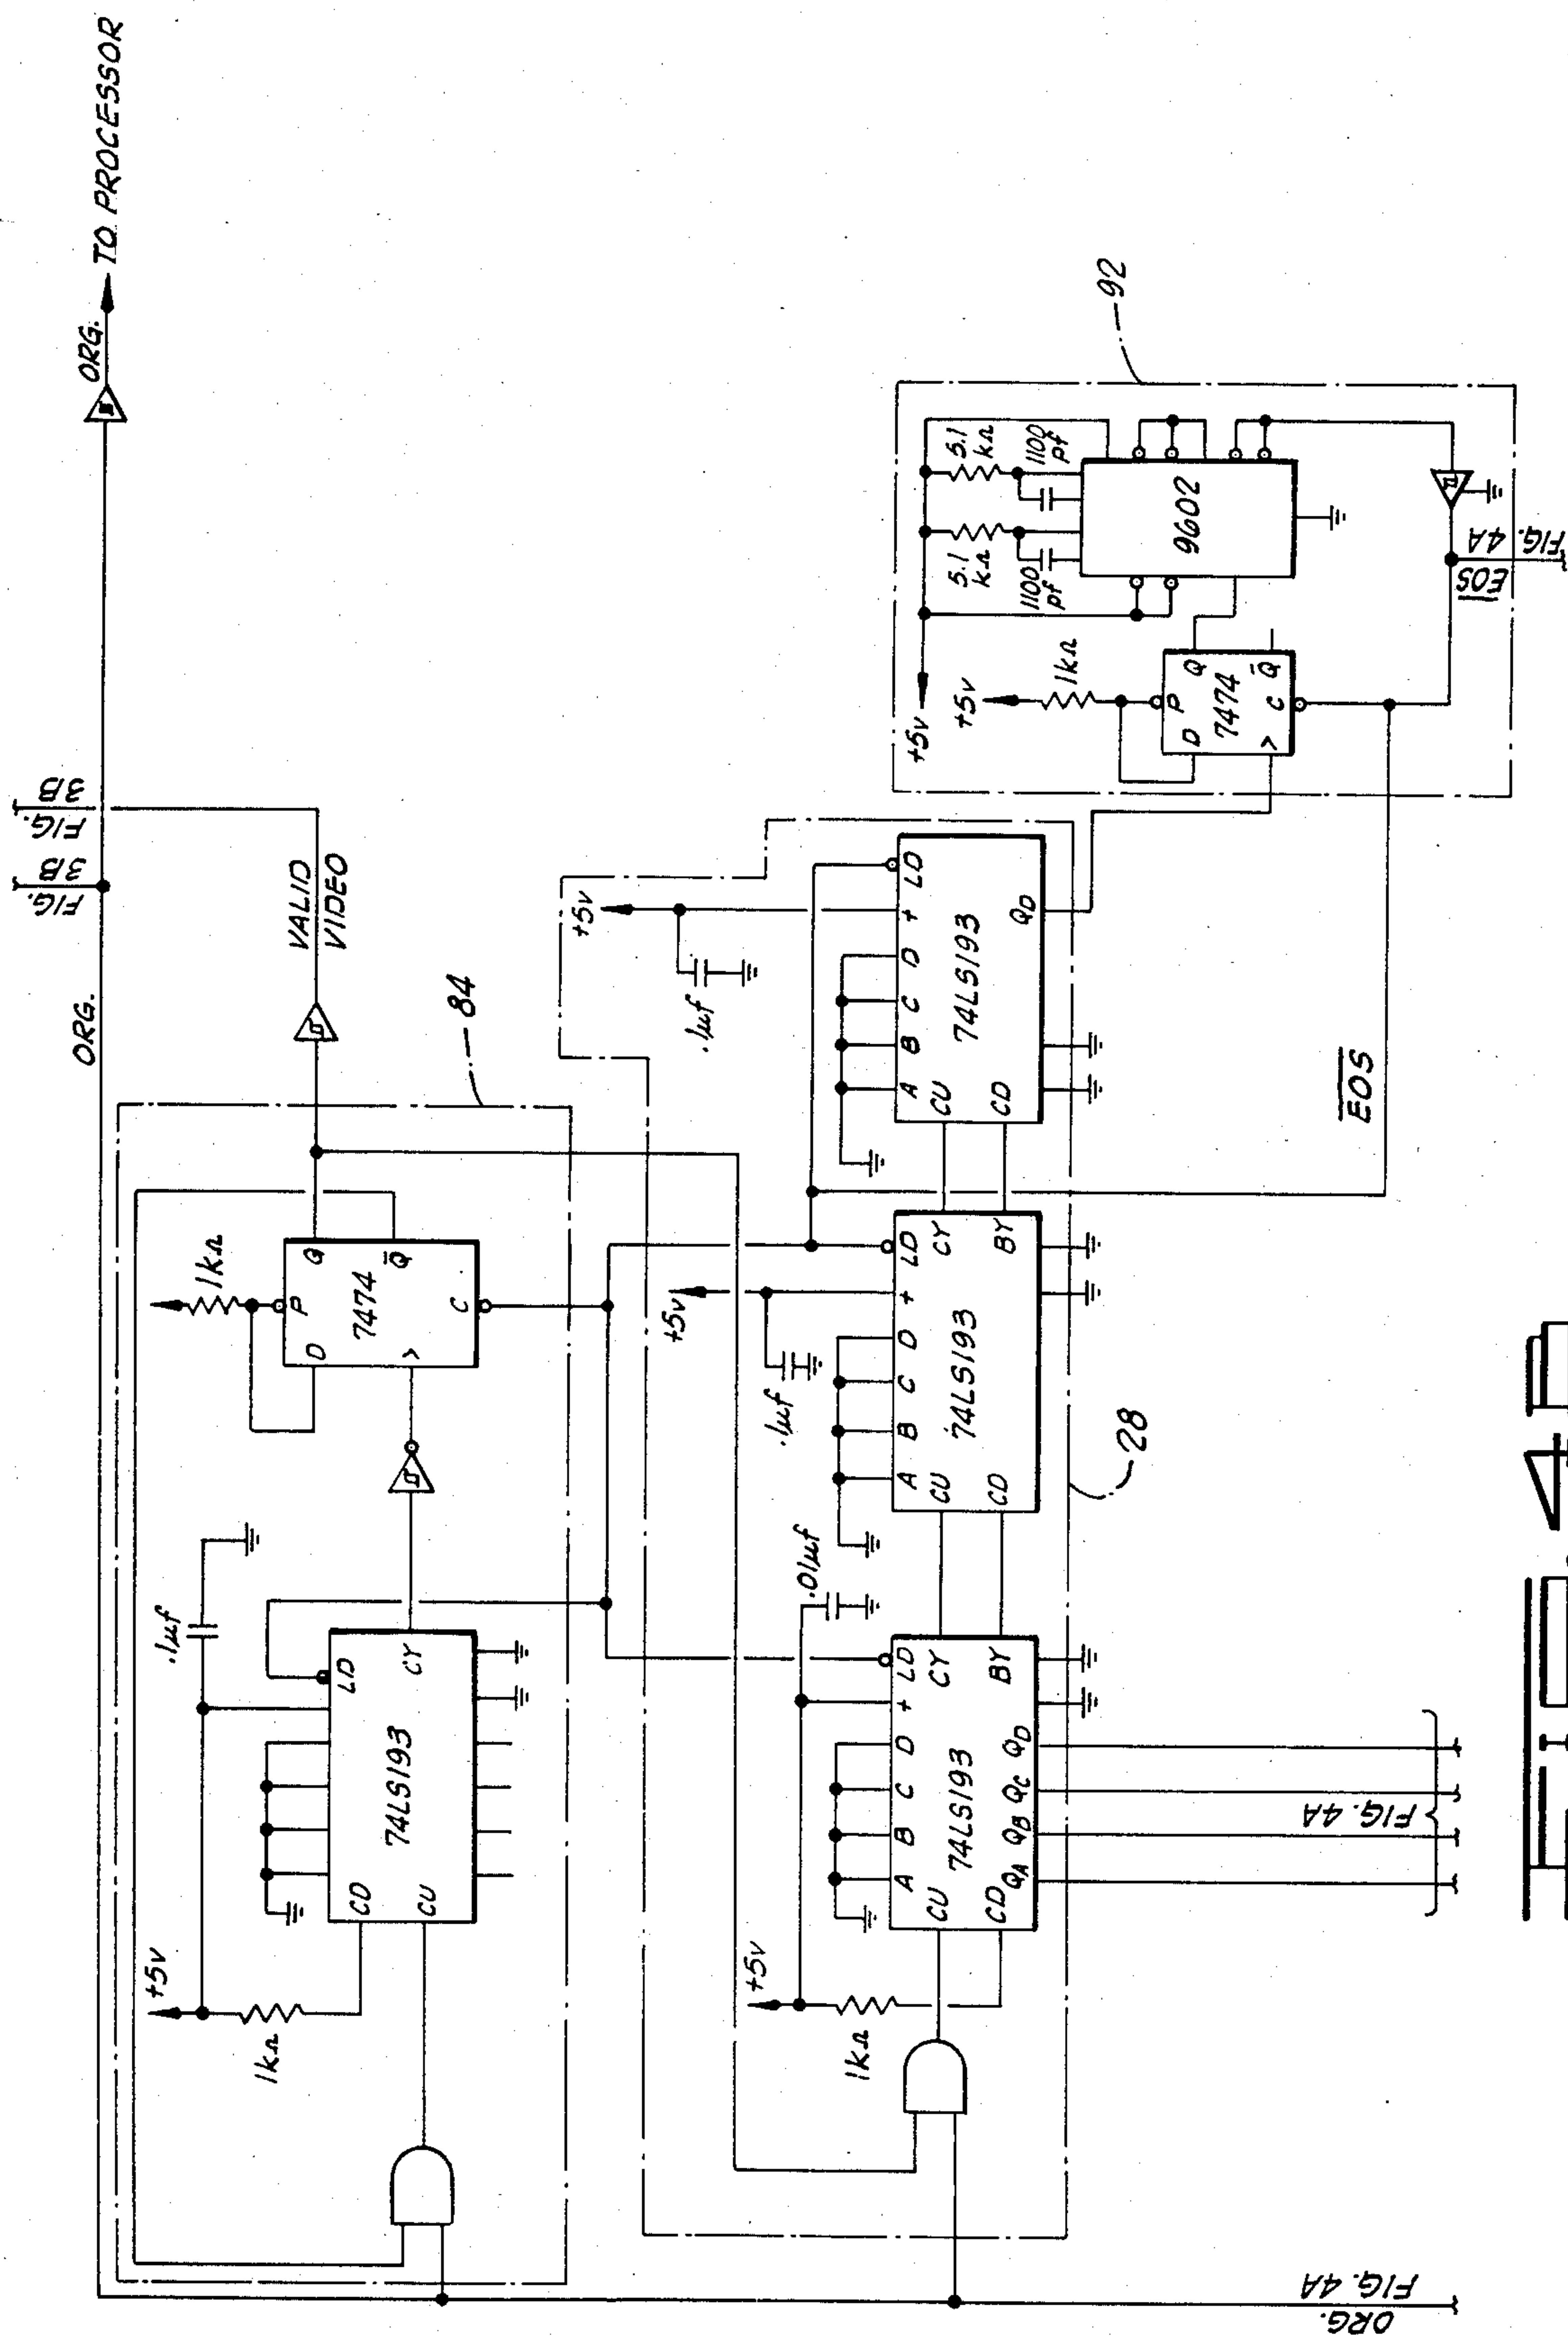 ORG.
TO PROCESSOR
FIG. 3B
FIG. 3B
ORG.
VALID
VIDEO
84
.1µf
1kΩ
+5v
1kΩ
CD
CU
74LS193
LD
CY
D
P
7474
Q
Q̅
C
>
+5v
1kΩ
.01µf
A B C D + LD
CU
CD
74LS193
CY
BY
QA QB QC QD
FIG. 4A
+5v
.1µf
A B C D + LD
CU
CD
74LS193
CY
BY
28
+5v
.1µf
A B C D + LD
CU
CD
74LS193
QD
E̅O̅S̅
92
+5v
+5v
1kΩ
5.1
kΩ
1100
pf
5.1
kΩ
1100
pf
D
P
7474
Q
Q̅
C
>
9602
E̅O̅S̅
FIG. 4A
ORG.
FIG. 4A